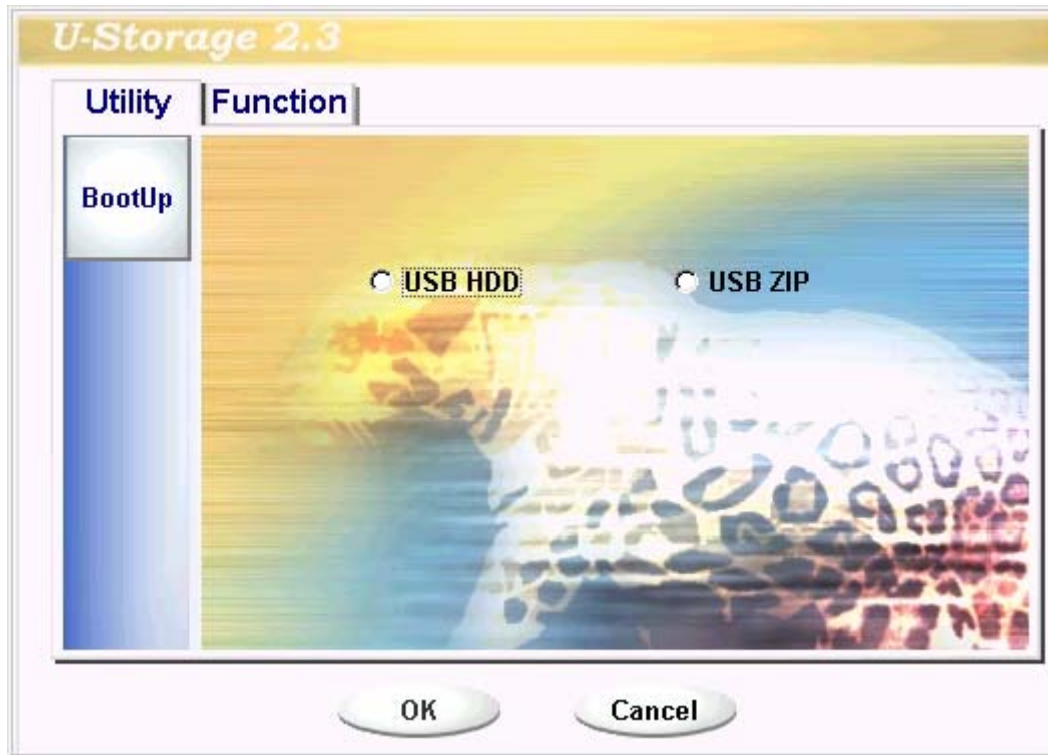 U-Storage 2.3
Utility Function
BootUp
USB HDD USB ZIP
OK Cancel